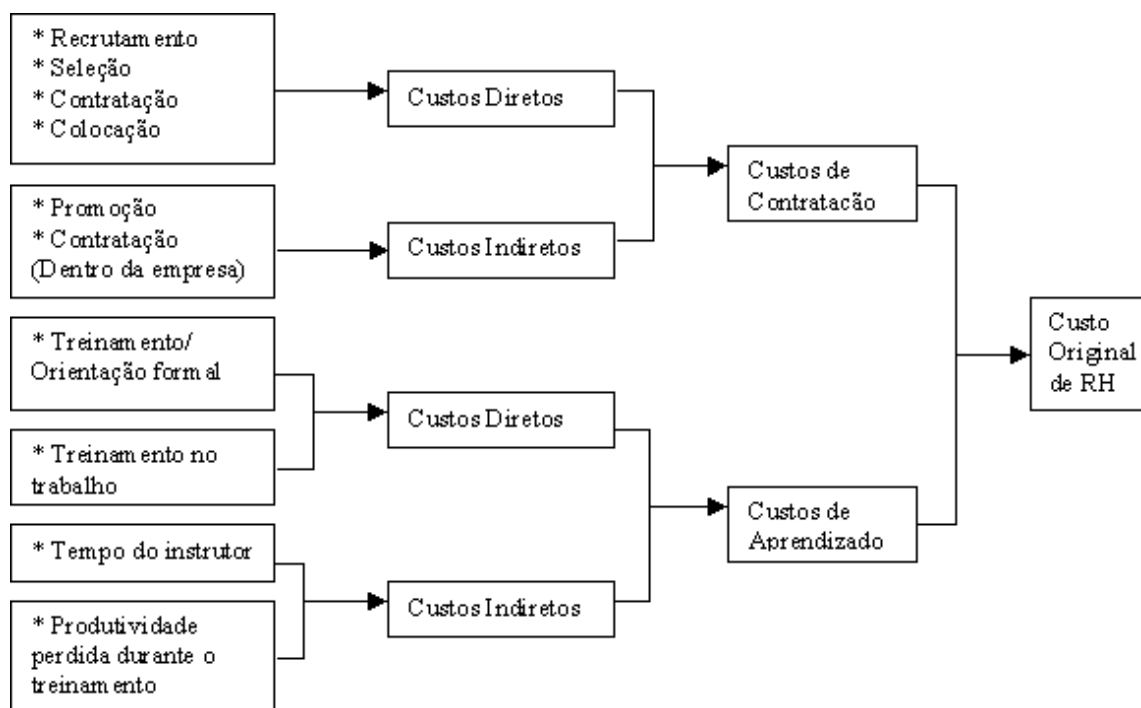 * Recrutamento
* Seleção
* Contratação
* Colocação
Custos Diretos
* Promoção
* Contratação
(Dentro da empresa)
Custos Indiretos
Custos de
Contratacão
* Treinamento/
Orientação formal
* Treinamento no
trabalho
Custos Diretos
* Tempo do instrutor
* Produtividade
perdida durante o
treinamento
Custos Indiretos
Custos de
Aprendizado
Custo
Original
de RH